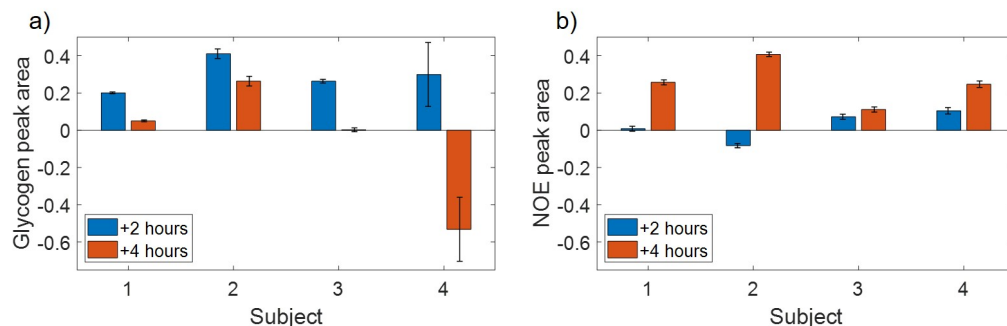 a)
Glycogen peak area
0.4
0.2
0
-0.2
-0.4
-0.6
+2 hours
+4 hours
1 2 3 4
Subject
b)
NOE peak area
0.4
0.2
0
-0.2
-0.4
-0.6
+2 hours
+4 hours
1 2 3 4
Subject